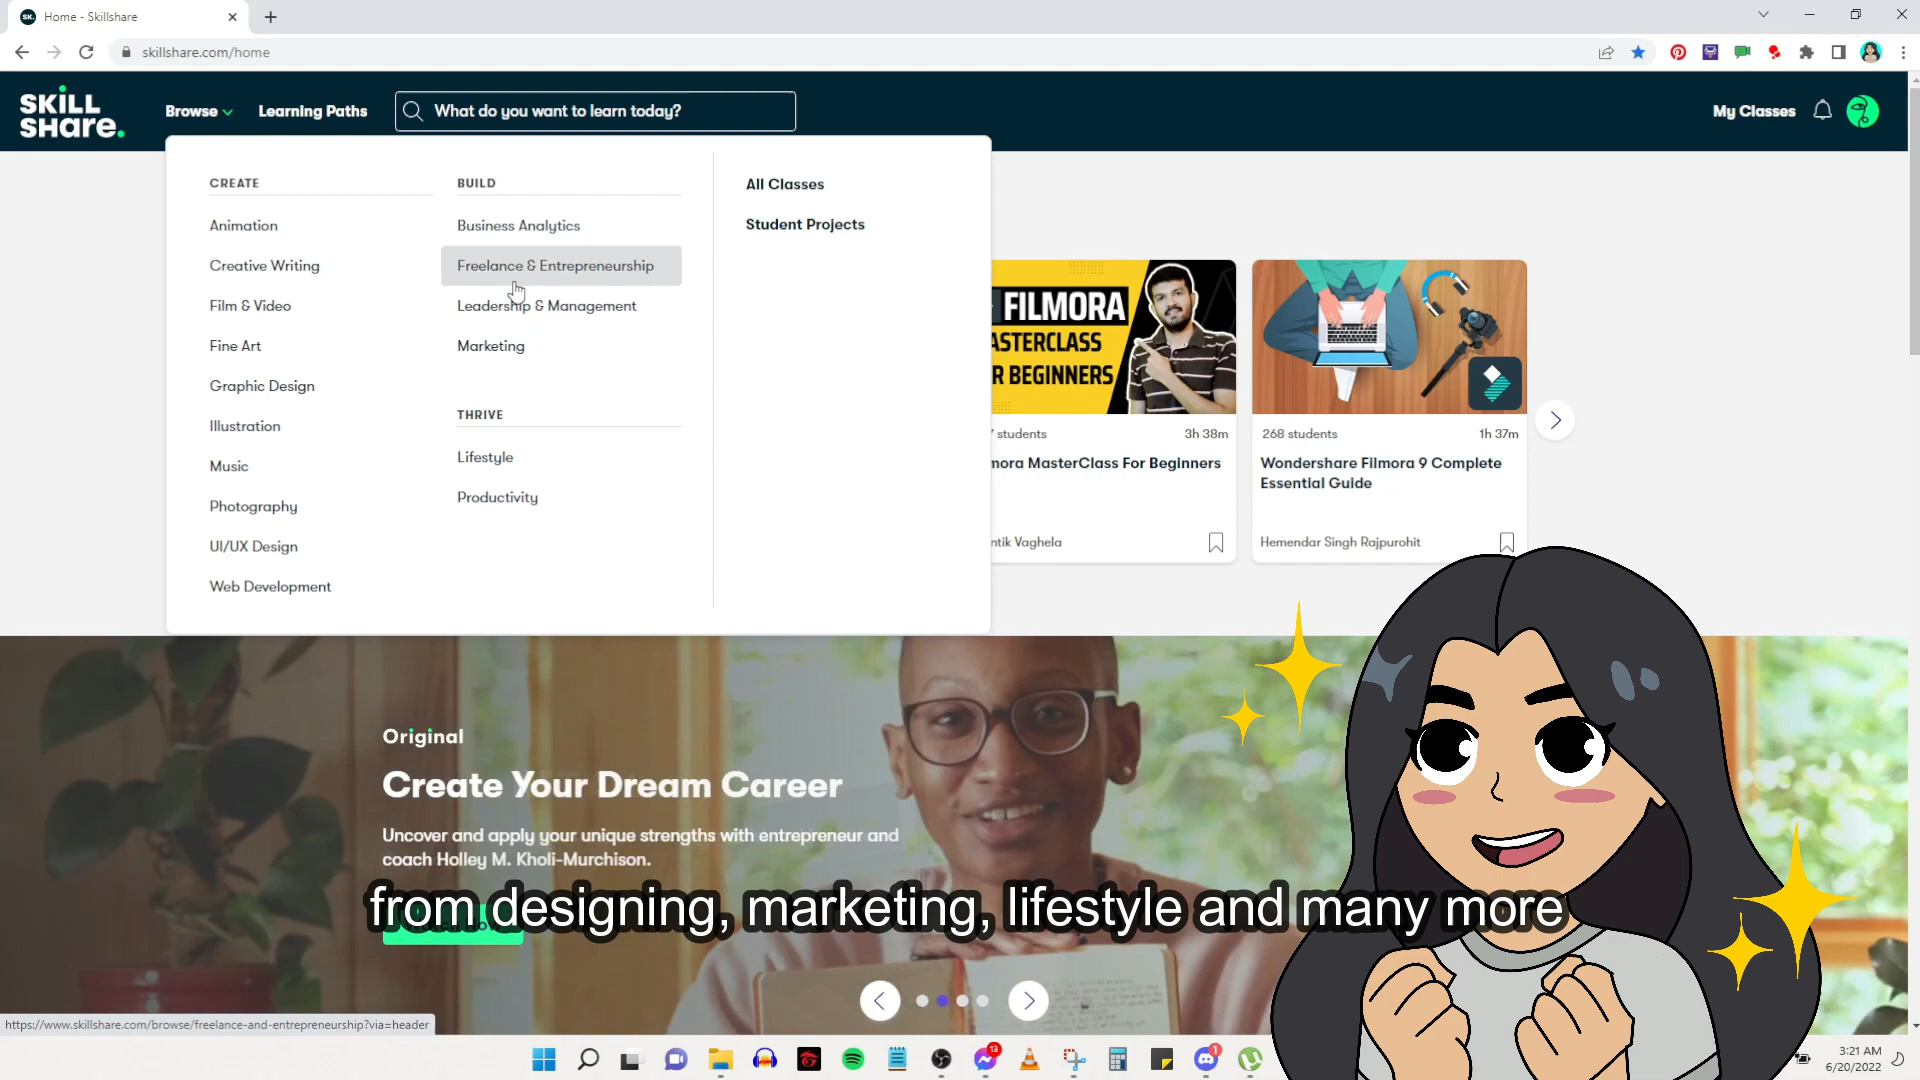 Home - Skillshare
skillshare.com/home
SKILL
SHARE.
Browse
Learning Paths
What do you want to learn today?
My Classes
CREATE
Animation
Creative Writing
Film & Video
Fine Art
Graphic Design
Illustration
Music
Photography
UI/UX Design
Web Development
BUILD
Business Analytics
Freelance & Entrepreneurship
Leadership & Management
Marketing
THRIVE
Lifestyle
Productivity
All Classes
Student Projects
FILMORA
ASTERCLASS
R BEGINNERS
students
3h 38m
mora MasterClass For Beginners
ntik Vaghela
268 students
1h 37m
Wondershare Filmora 9 Complete
Essential Guide
Hemendar Singh Rajpurohit
Original
Create Your Dream Career
Uncover and apply your unique strengths with entrepreneur and
coach Holley M. Kholi-Murchison.
from designing, marketing, lifestyle and many more
https://www.skillshare.com/browse/freelance-and-entrepreneurship?via=header
13
1
3:21 AM
6/20/2022